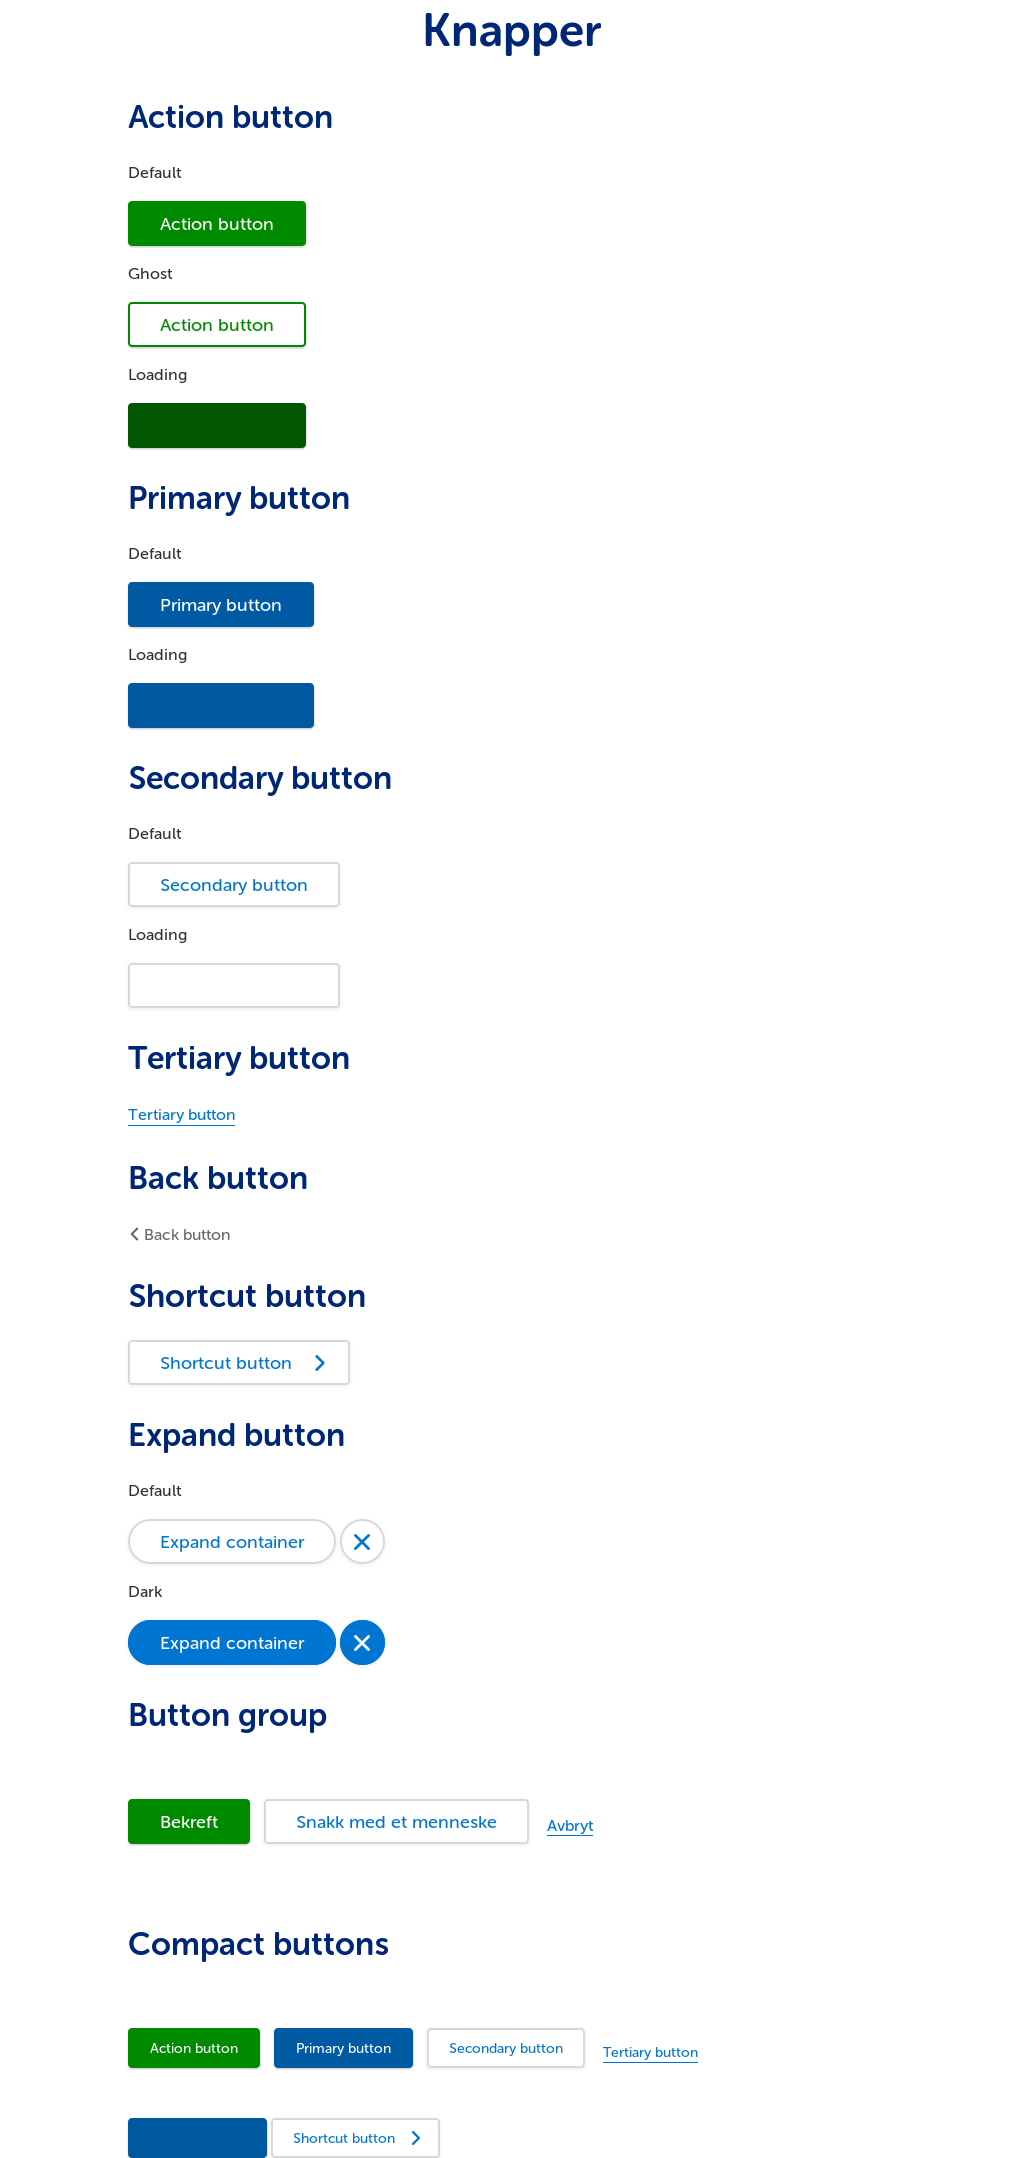 Knapper
Action button
Default
Action button
Ghost
Action button
Loading
Primary button
Default
Primary button
Loading
Secondary button
Default
Secondary button
Loading
Tertiary button
Tertiary button
Back button
Back button
Shortcut button
Shortcut button
Expand button
Default
Expand container
Dark
Expand container
Button group
Bekreft Snakk med et menneske Avbryt
Compact buttons
Action button Primary button Secondary button Tertiary button
Shortcut button